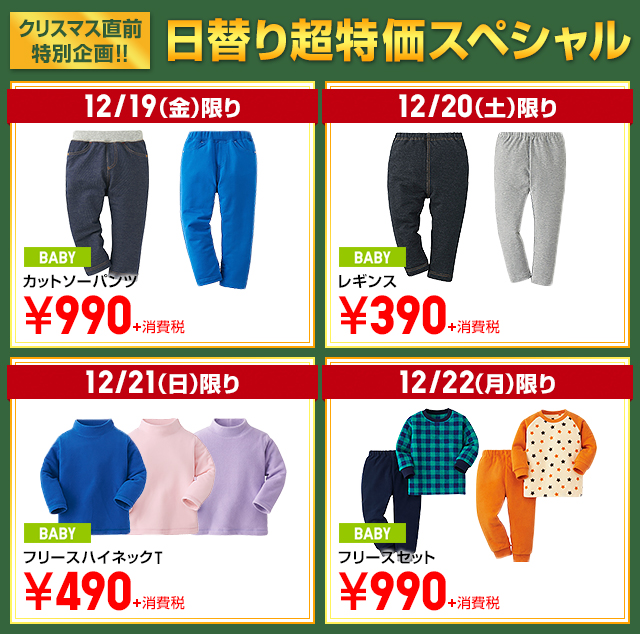 クリスマス直前
特別企画!!
日替り超特価スペシャル
12/19(金)限り
BABY
カットソーパンツ
¥990+消費税
12/20(土)限り
BABY
レギンス
¥390+消費税
12/21(日)限り
BABY
フリースハイネックT
¥490+消費税
12/22(月)限り
BABY
フリースセット
¥990+消費税